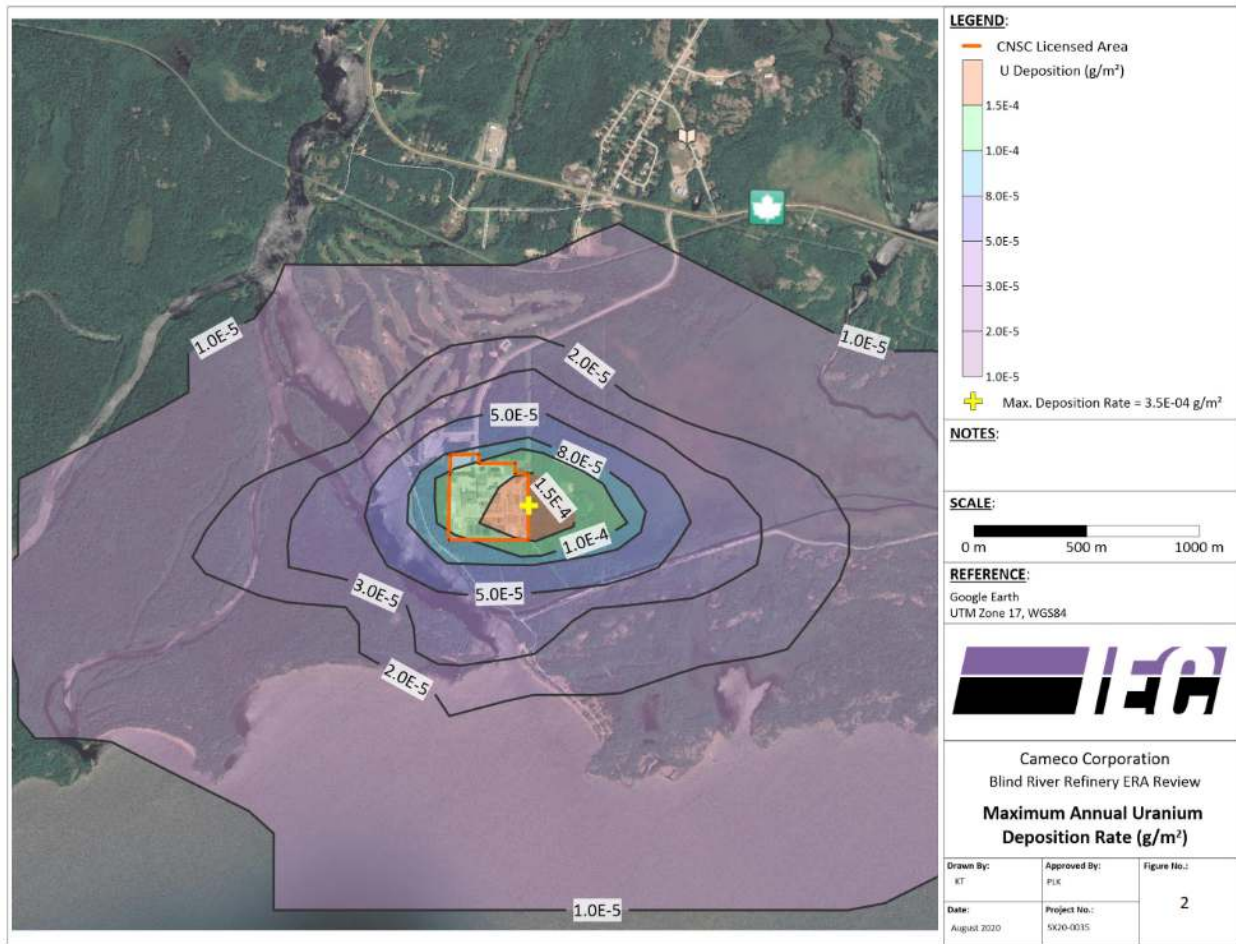 1.0E-5
2.0E-5
1.0E-5
5.0E-5
8.0E-5
1.5E-4
1.0E-4
3.0E-5
5.0E-5
2.0E-5
1.0E-5
LEGEND:
CNSC Licensed Area
U Deposition (g/m²)
1.5E-4
1.0E-4
8.0E-5
5.0E-5
3.0E-5
2.0E-5
1.0E-5
Max. Deposition Rate = 3.5E-04 g/m²
NOTES:
SCALE:
0 m 500 m 1000 m
REFERENCE:
Google Earth
UTM Zone 17, WGS84
IEC
Cameco Corporation
Blind River Refinery ERA Review
Maximum Annual Uranium
Deposition Rate (g/m²)
Drawn By: Approved By: Figure No.:
KT PLK 2
Date: Project No.:
August 2020 SX20-0035